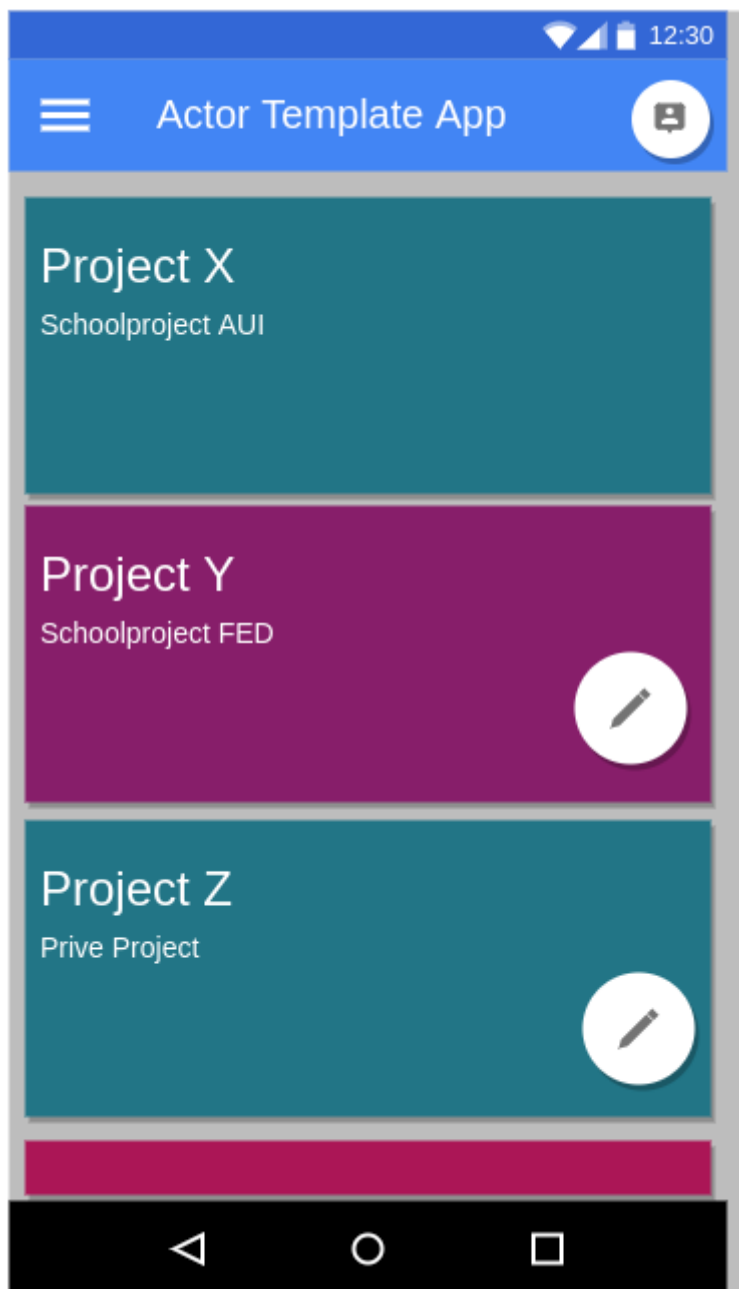 12:30
Actor Template App
Project X
Schoolproject AUI
Project Y
Schoolproject FED
Project Z
Prive Project